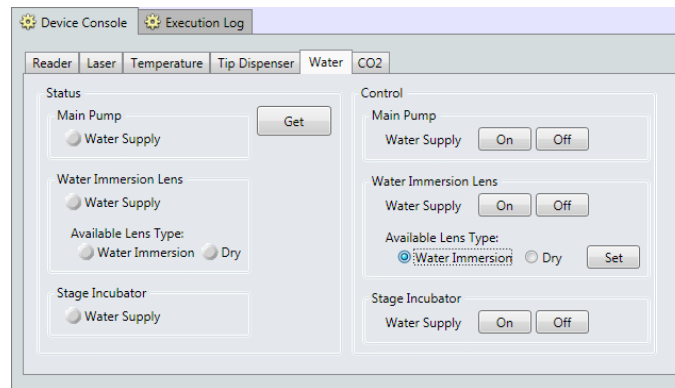 Device Console Execution Log
Reader Laser Temperature Tip Dispenser Water CO2
Status
Main Pump
Water Supply
Get
Water Immersion Lens
Water Supply
Available Lens Type:
Water Immersion Dry
Stage Incubator
Water Supply
Control
Main Pump
Water Supply On Off
Water Immersion Lens
Water Supply On Off
Available Lens Type:
Water Immersion Dry Set
Stage Incubator
Water Supply On Off